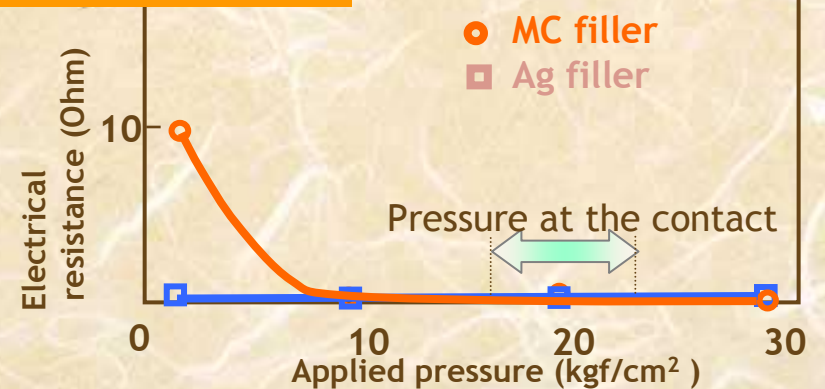 MC filler
Ag filler
Electrical
resistance (Ohm)
10
Pressure at the contact
0 10 20 30
Applied pressure (kgf/cm² )